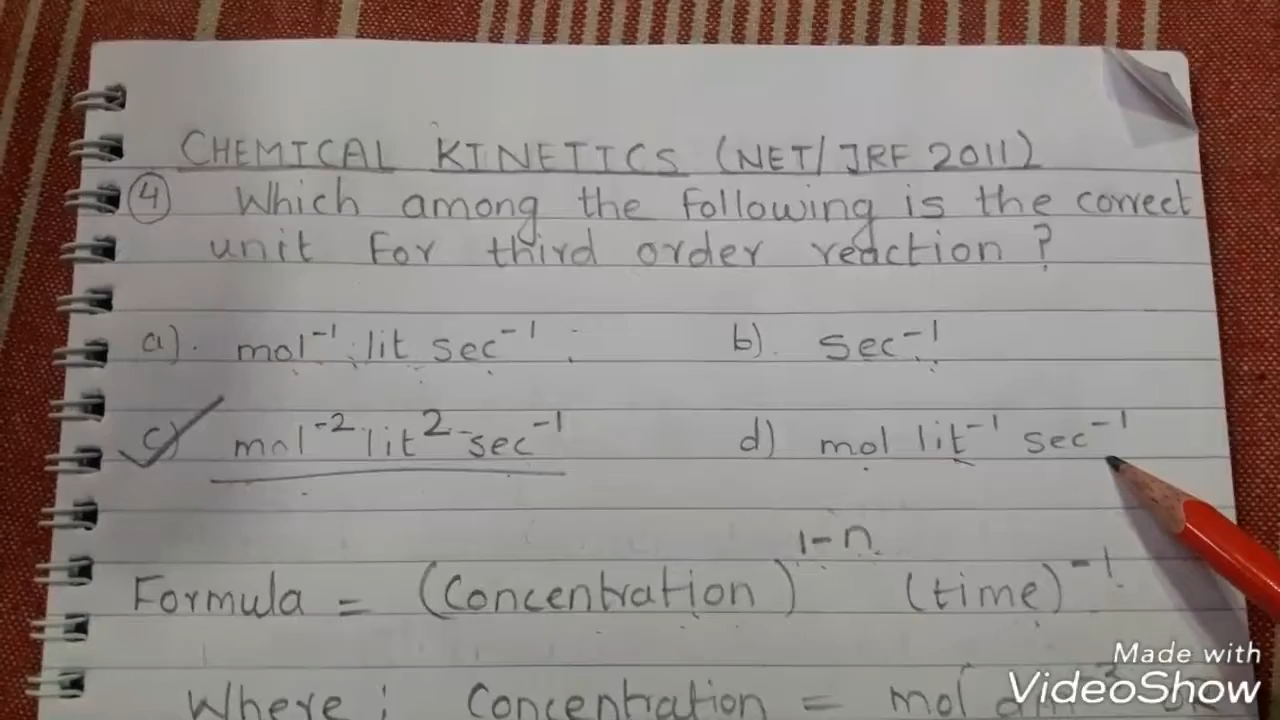 CHEMICAL KINETICS (NET/JRF 2011)
④ Which among the following is the correct
unit for third order reaction ?
a). mol⁻¹ lit sec⁻¹ b). sec⁻¹
c) mol⁻² lit² sec⁻¹ d) mol lit⁻¹ sec⁻¹
Formula = (Concentration)¹⁻ⁿ (time)⁻¹
Where ; Concentration = mol
Made with
VideoShow